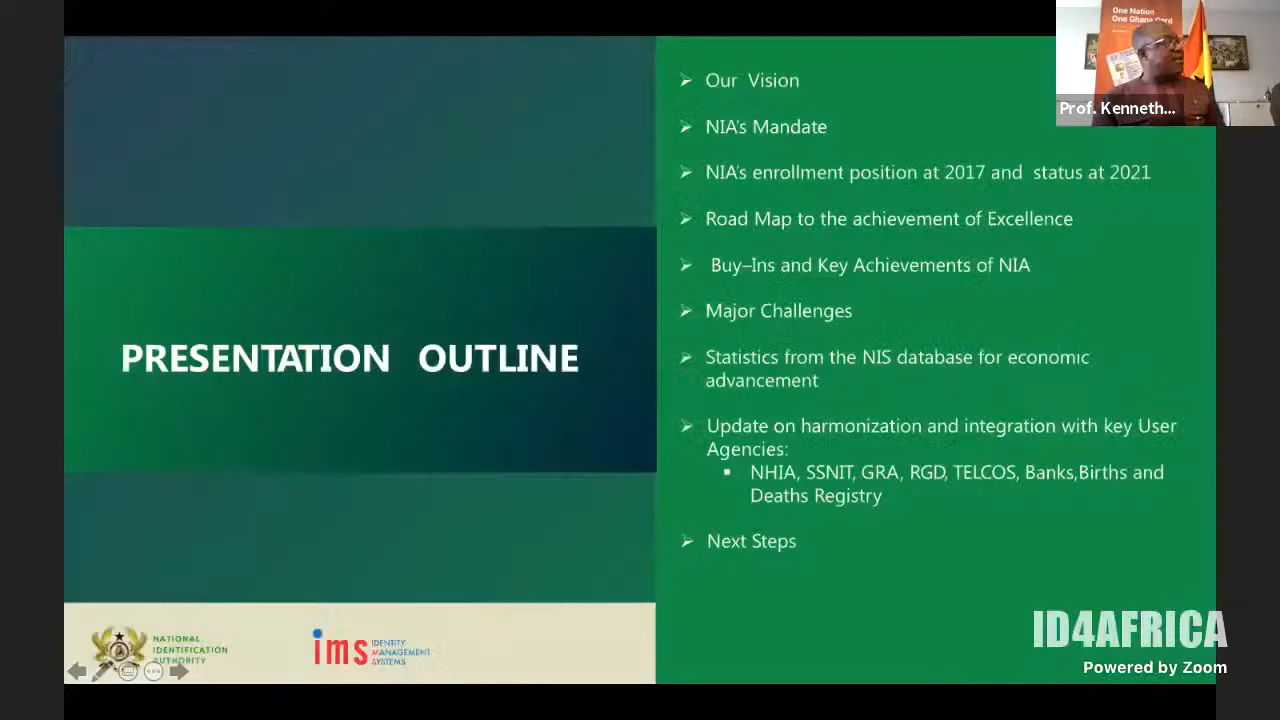 One Nation
One Ghana Card
Prof. Kenneth...
PRESENTATION OUTLINE
Our Vision
NIA's Mandate
NIA's enrollment position at 2017 and status at 2021
Road Map to the achievement of Excellence
Buy–Ins and Key Achievements of NIA
Major Challenges
Statistics from the NIS database for economic
advancement
Update on harmonization and integration with key User
Agencies:
NHIA, SSNIT, GRA, RGD, TELCOS, Banks,Births and
Deaths Registry
Next Steps
NATIONAL
IDENTIFICATION
AUTHORITY
ims
IDENTITY
MANAGEMENT
SYSTEMS
ID4AFRICA
Powered by Zoom